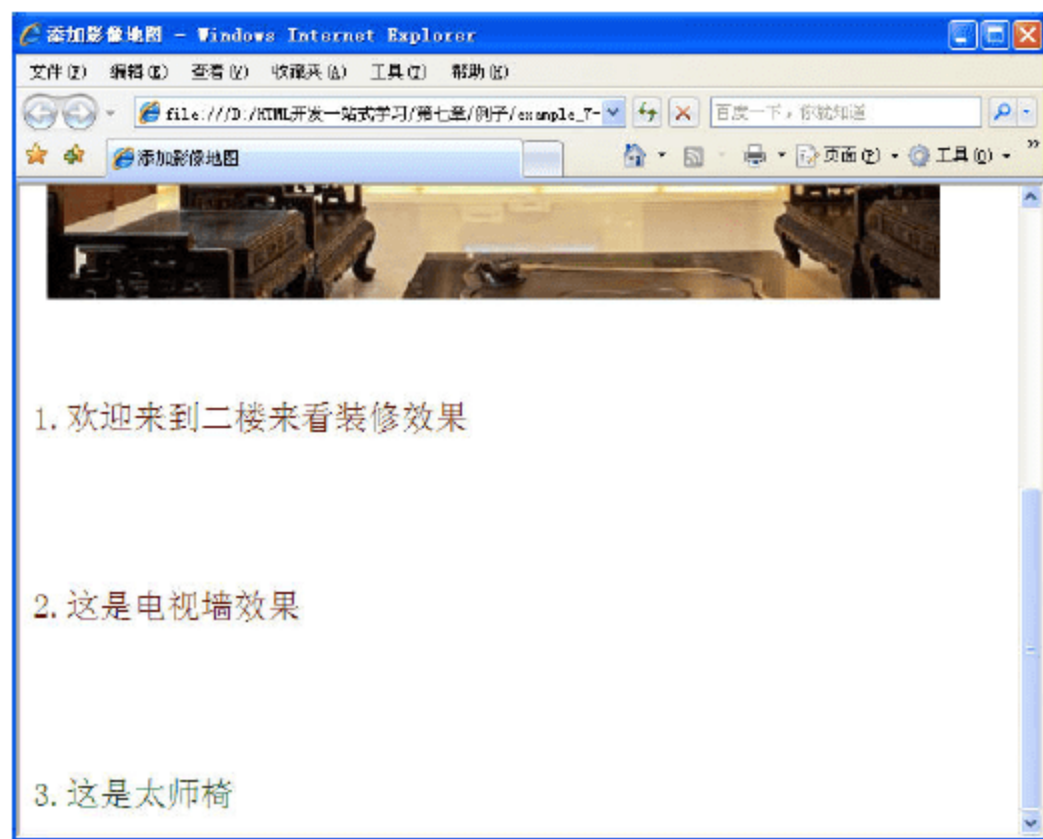 添加影像地图 - Windows Internet Explorer
文件(F) 编辑(E) 查看(V) 收藏夹(A) 工具(T) 帮助(H)
file:///D:/HTML开发一站式学习/第七章/例子/example_7- 百度一下，你就知道
添加影像地图 页面(P) 工具(O) »
1.欢迎来到二楼来看装修效果
2.这是电视墙效果
3.这是太师椅